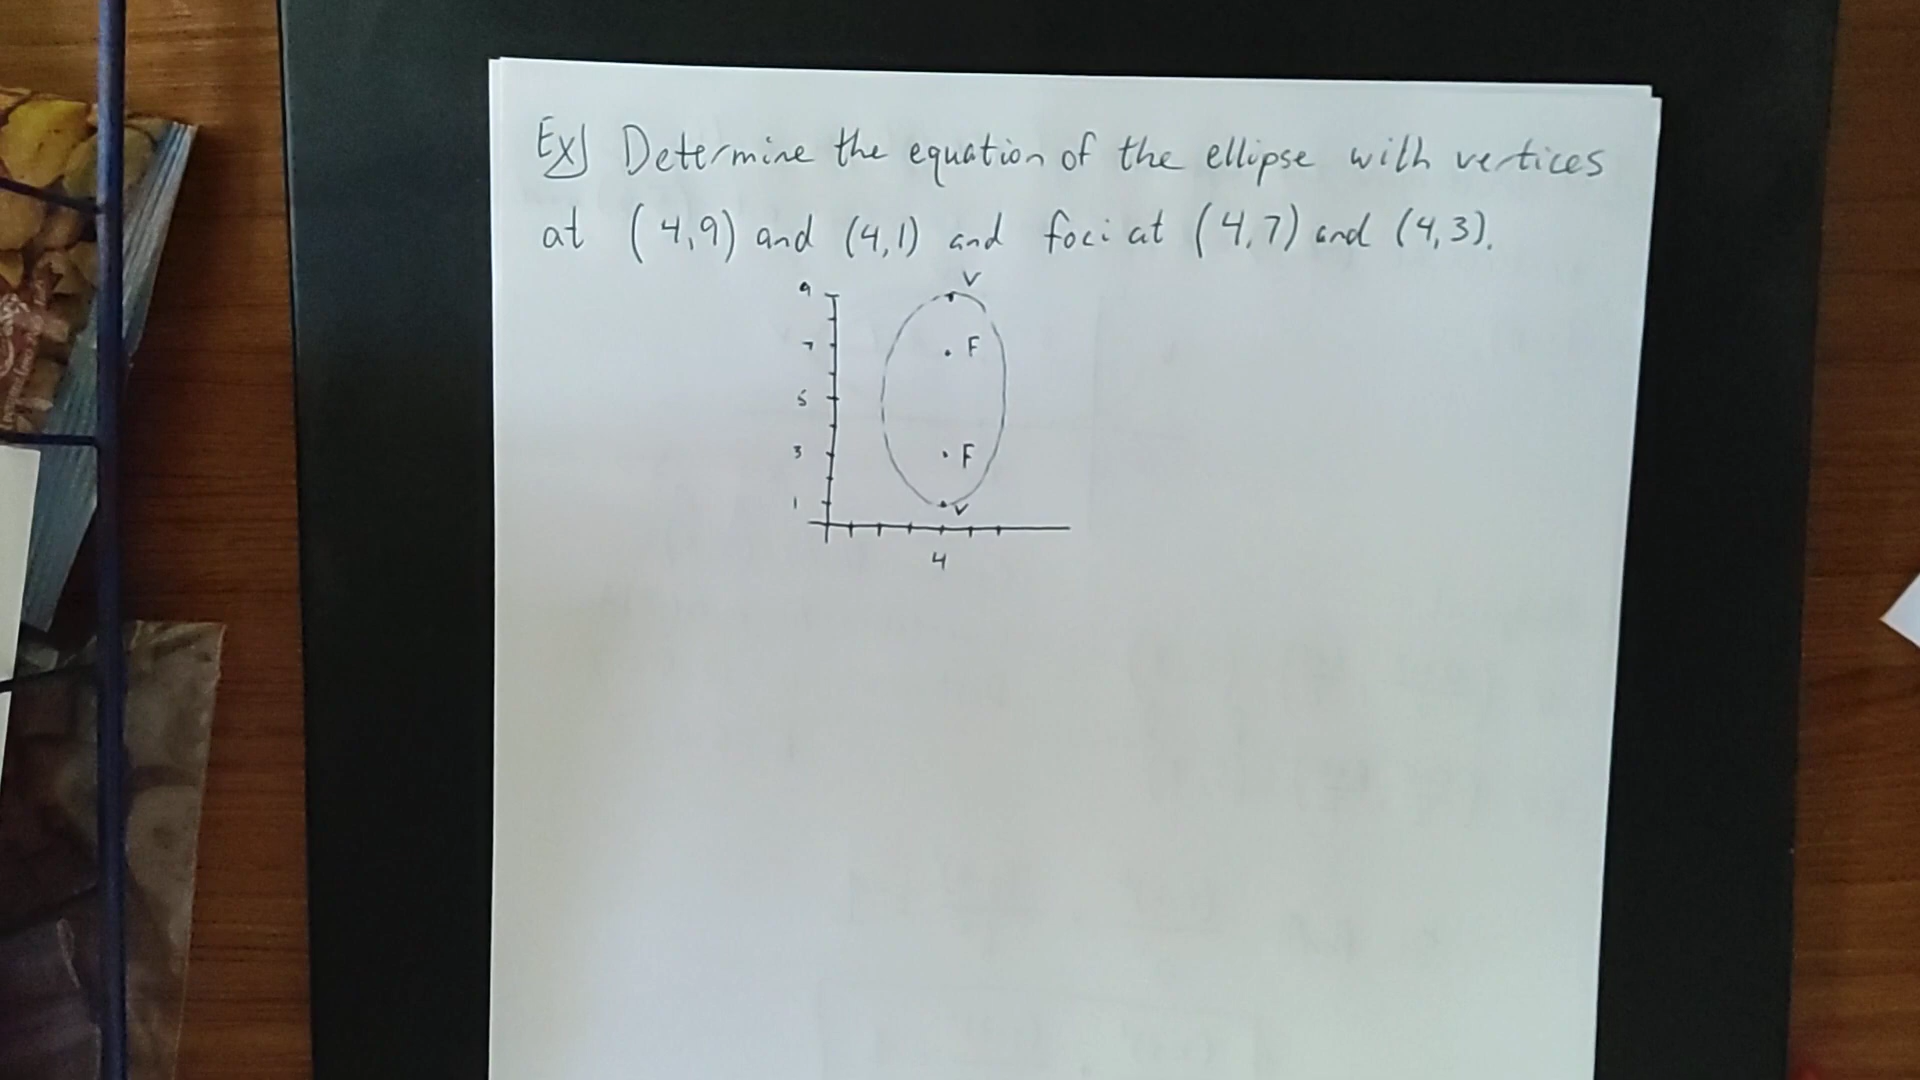 Ex) Determine the equation of the ellipse with vertices
at (4,9) and (4,1) and foci at (4,7) and (4,3).
V
9
7
F
5
3
F
1
V
4